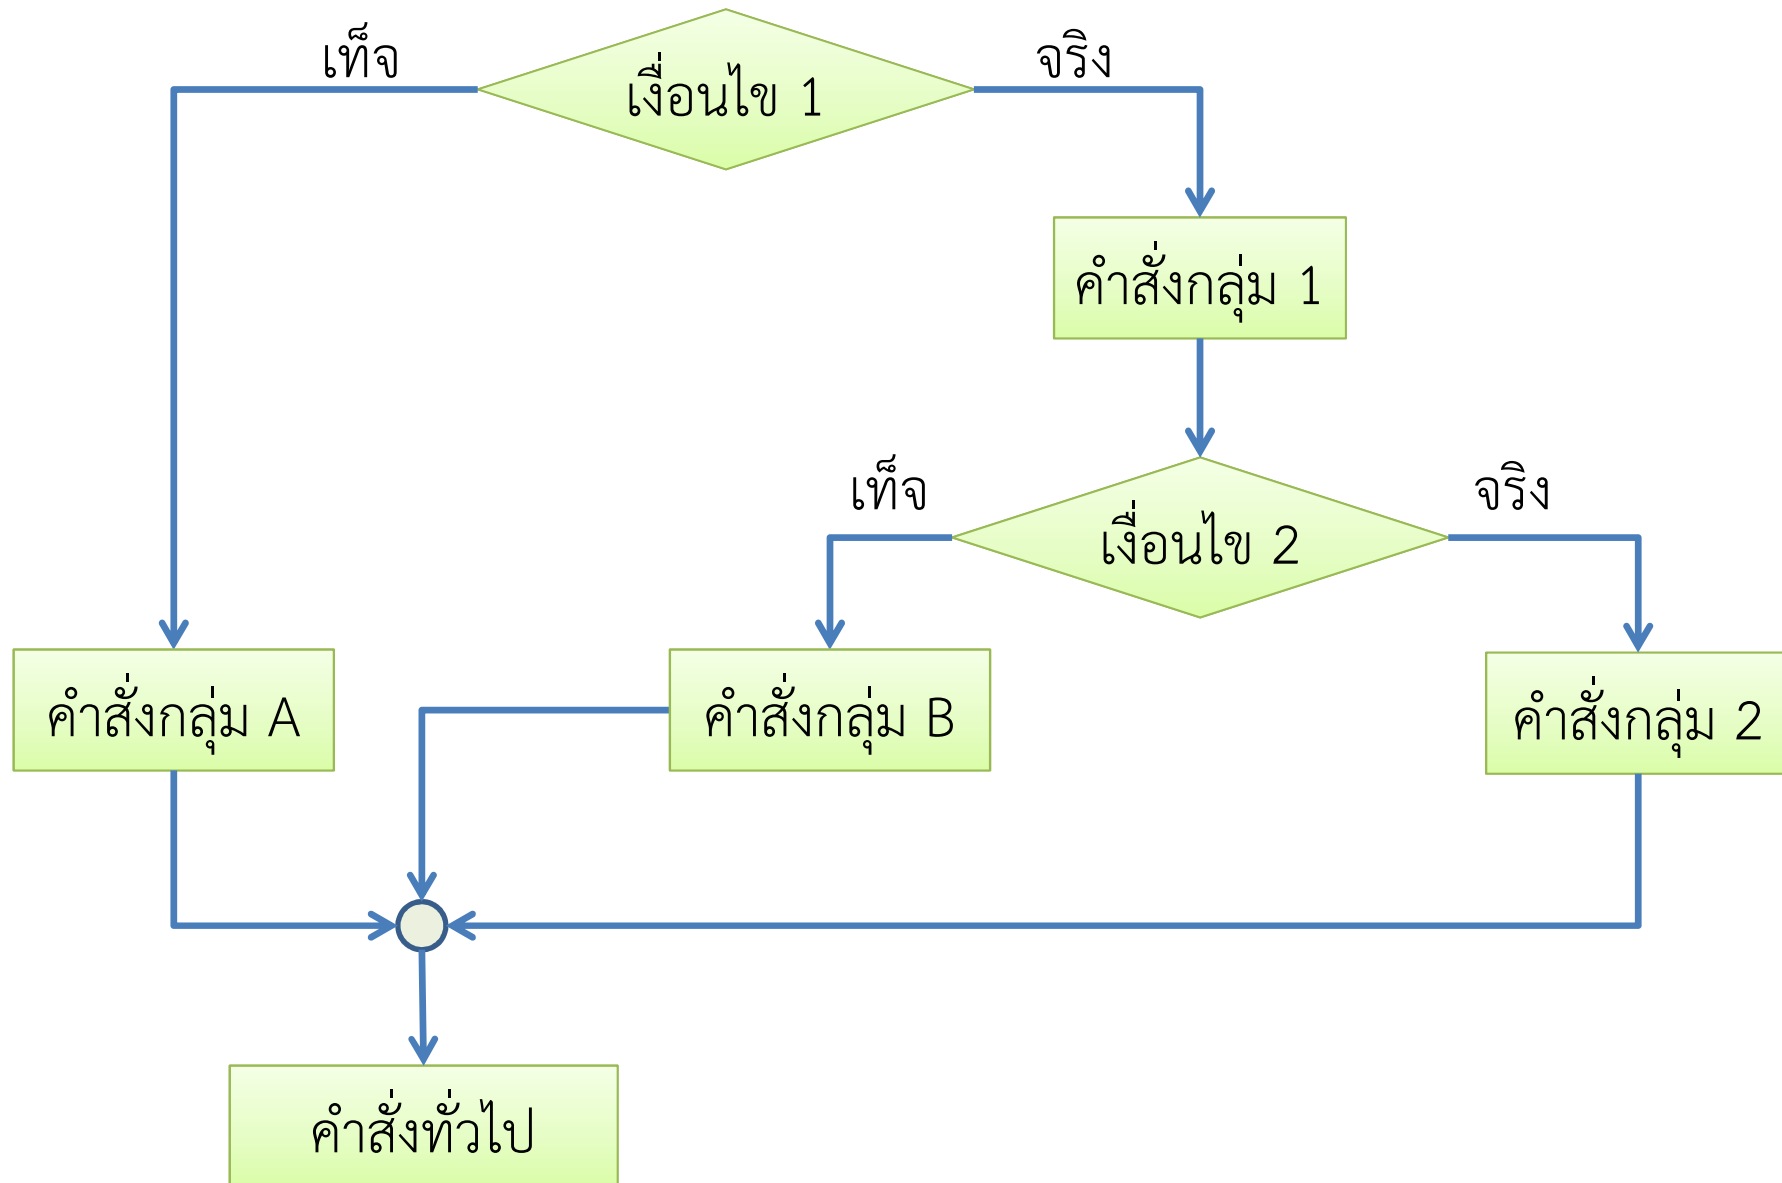 เท็จ
เงื่อนไข 1
จริง
คำสั่งกลุ่ม 1
เท็จ
เงื่อนไข 2
จริง
คำสั่งกลุ่ม A
คำสั่งกลุ่ม B
คำสั่งกลุ่ม 2
คำสั่งทั่วไป